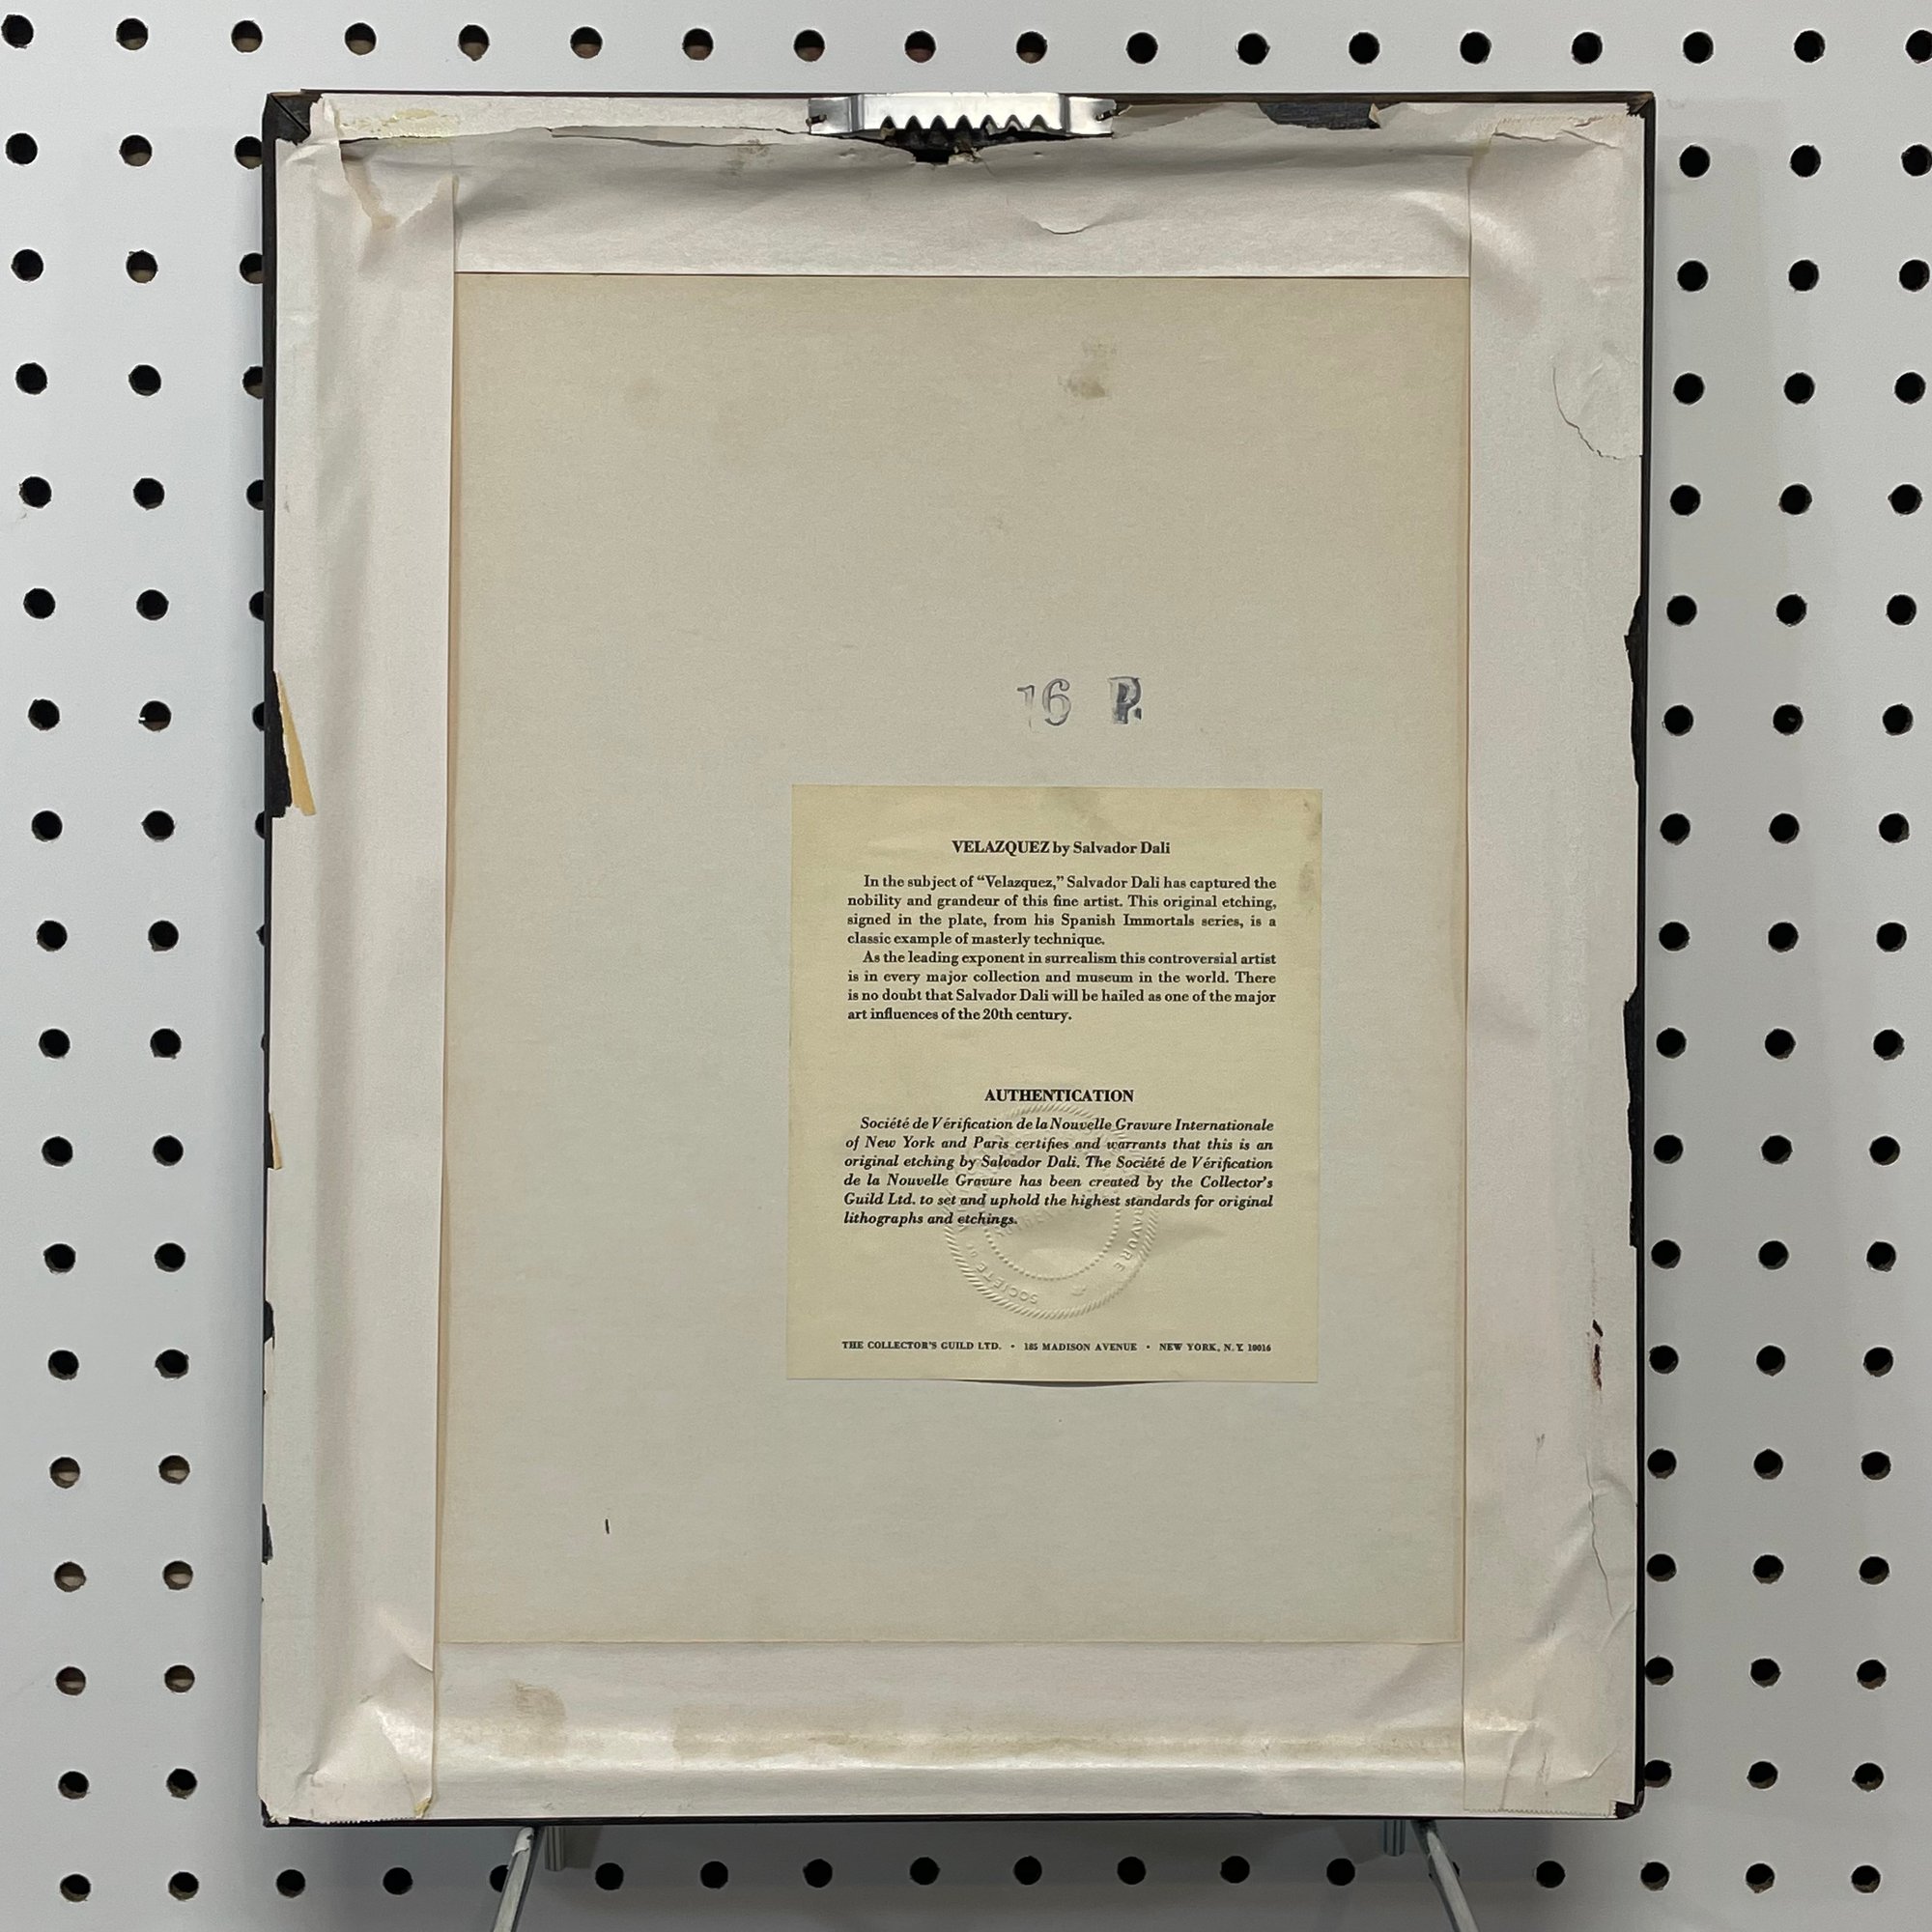 16 P.
VELAZQUEZ by Salvador Dali
In the subject of “Velazquez,” Salvador Dali has captured the
nobility and grandeur of this fine artist. This original etching,
signed in the plate, from his Spanish Immortals series, is a
classic example of masterly technique.
As the leading exponent in surrealism this controversial artist
is in every major collection and museum in the world. There
is no doubt that Salvador Dali will be hailed as one of the major
art influences of the 20th century.
AUTHENTICATION
Société de Vérification de la Nouvelle Gravure Internationale
of New York and Paris certifies and warrants that this is an
original etching by Salvador Dali. The Société de Vérification
de la Nouvelle Gravure has been created by the Collector's
Guild Ltd. to set and uphold the highest standards for original
lithographs and etchings.
SOCIETE DE
THE COLLECTOR'S GUILD LTD. • 185 MADISON AVENUE • NEW YORK, N.Y. 10016